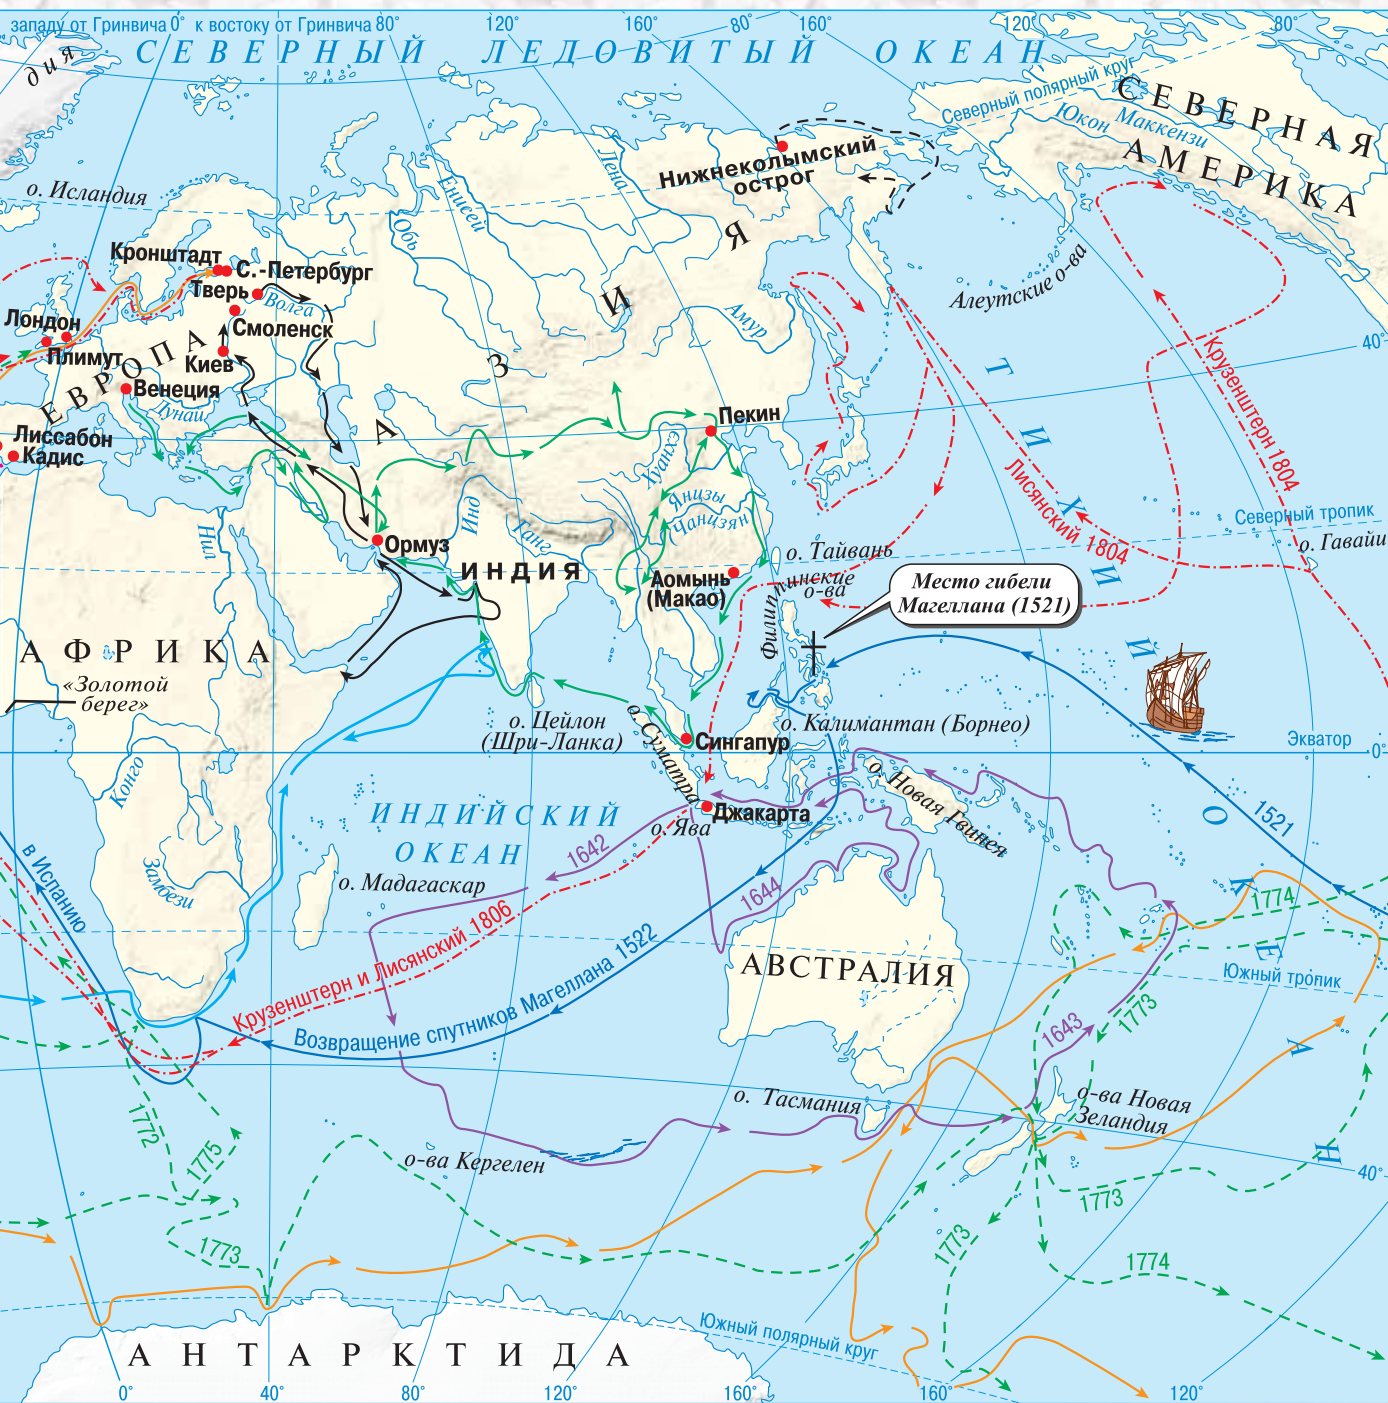 западу от Гринвича 0° к востоку от Гринвича 80° 120° 160° 80° 160° 120° 80°
СЕВЕРНЫЙ ЛЕДОВИТЫЙ ОКЕАН
дия
Северный полярный круг
СЕВЕРНАЯ
АМЕРИКА
Юкон
Маккензи
Нижнеколымский
острог
о. Исландия
Енисей
Лена
Обь
Кронштадт
С.-Петербург
Тверь
Волга
Лондон
Смоленск
Плимут
Киев
ЕВРОПА
Венеция
Дунай
Лиссабон
Кадис
АЗИЯ
Амур
Алеутские о-ва
40°
Крузенштерн 1804
Пекин
Хуанхэ
Янцзы
Чанцзян
Лисянский 1804
ТИХИЙ ОКЕАН
Северный тропик
о. Гавайи
Нил
Инд
Ганг
Ормуз
ИНДИЯ
Аомынь
(Макао)
о. Тайвань
Филиппинские
о-ва
Место гибели
Магеллана (1521)
АФРИКА
«Золотой
берег»
о. Цейлон
(Шри-Ланка)
о. Суматра
Сингапур
о. Калимантан (Борнео)
Экватор
0°
Конго
ИНДИЙСКИЙ
ОКЕАН
Джакарта
о. Ява
о. Новая Гвинея
1521
1642
1644
Замбези
о. Мадагаскар
в Испанию
1774
Крузенштерн и Лисянский 1806
Возвращение спутников Магеллана 1522
АВСТРАЛИЯ
Южный тропик
1773
1643
о. Тасмания
о-ва Новая
Зеландия
1772
1775
о-ва Кергелен
40°
1773
1773
1773
1774
Южный полярный круг
АНТАРКТИДА
0° 40° 80° 120° 160° 160° 120°